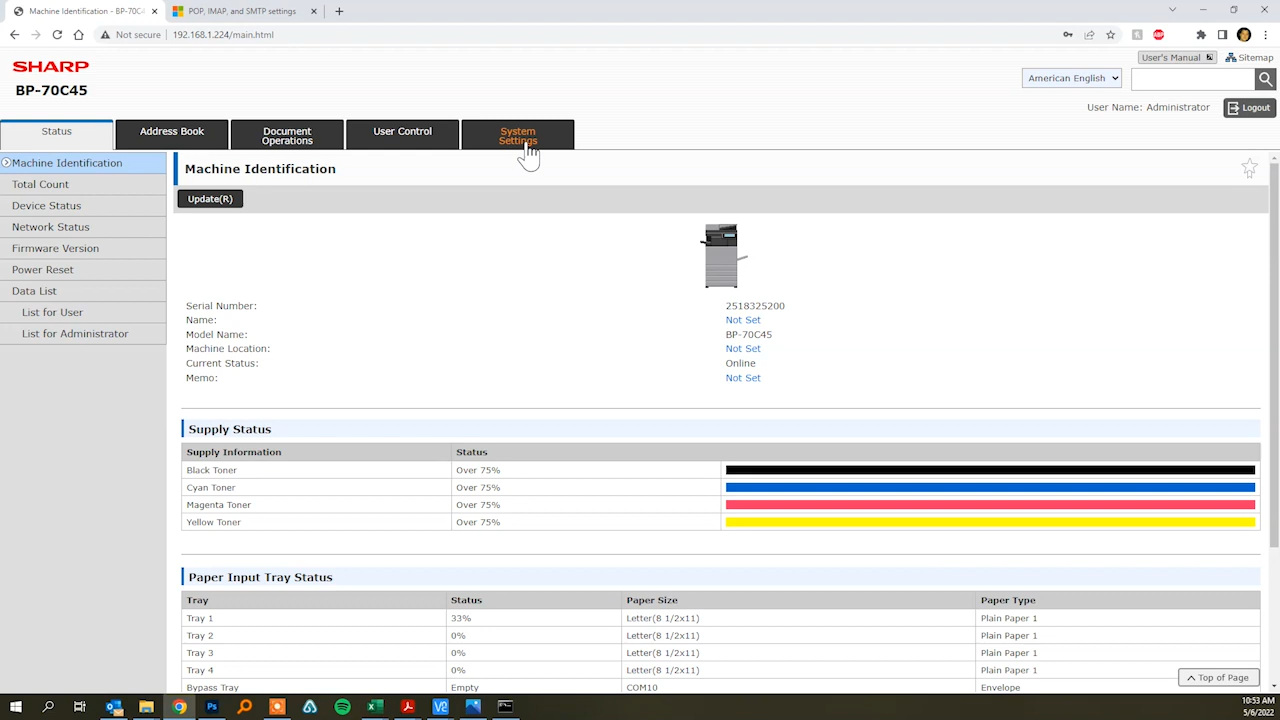 Machine Identification - BP-70C4
POP, IMAP, and SMTP settings
Not secure
192.168.1.224/main.html
SHARP
BP-70C45
User's Manual
Sitemap
American English
User Name: Administrator
Logout
Status
Address Book
Document
Operations
User Control
System
Settings
Machine Identification
Total Count
Device Status
Network Status
Firmware Version
Power Reset
Data List
List for User
List for Administrator
Machine Identification
Update(R)
Serial Number: 2518325200
Name: Not Set
Model Name: BP-70C45
Machine Location: Not Set
Current Status: Online
Memo: Not Set
Supply Status
Supply Information Status
Black Toner Over 75%
Cyan Toner Over 75%
Magenta Toner Over 75%
Yellow Toner Over 75%
Paper Input Tray Status
Tray Status Paper Size Paper Type
Tray 1 33% Letter(8 1/2x11) Plain Paper 1
Tray 2 0% Letter(8 1/2x11) Plain Paper 1
Tray 3 0% Letter(8 1/2x11) Plain Paper 1
Tray 4 0% Letter(8 1/2x11) Plain Paper 1
Bypass Tray Empty COM10 Envelope
Top of Page
10:53 AM
5/6/2022